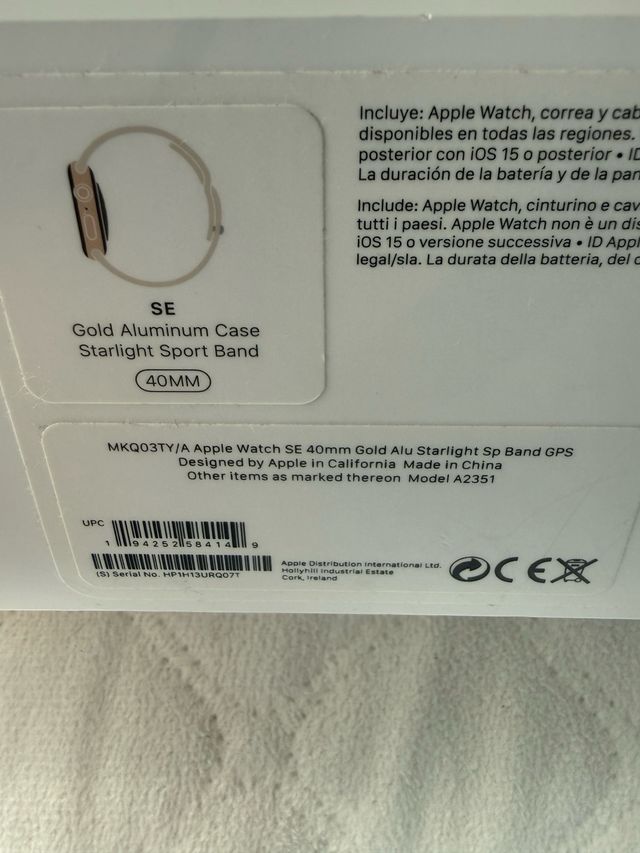 Incluye: Apple Watch, correa y cab
disponibles en todas las regiones.
posterior con iOS 15 o posterior • ID
La duración de la batería y de la pan
Include: Apple Watch, cinturino e cav
tutti i paesi. Apple Watch non è un dis
iOS 15 o versione successiva • ID Appl
legal/sla. La durata della batteria, del c
SE
Gold Aluminum Case
Starlight Sport Band
40MM
MKQ03TY/A Apple Watch SE 40mm Gold Alu Starlight Sp Band GPS
Designed by Apple in California Made in China
Other items as marked thereon Model A2351
UPC
1 94252 58414 9
(S) Serial No. HP1H13URQ07T
Apple Distribution International Ltd.
Hollyhill Industrial Estate
Cork, Ireland
CE